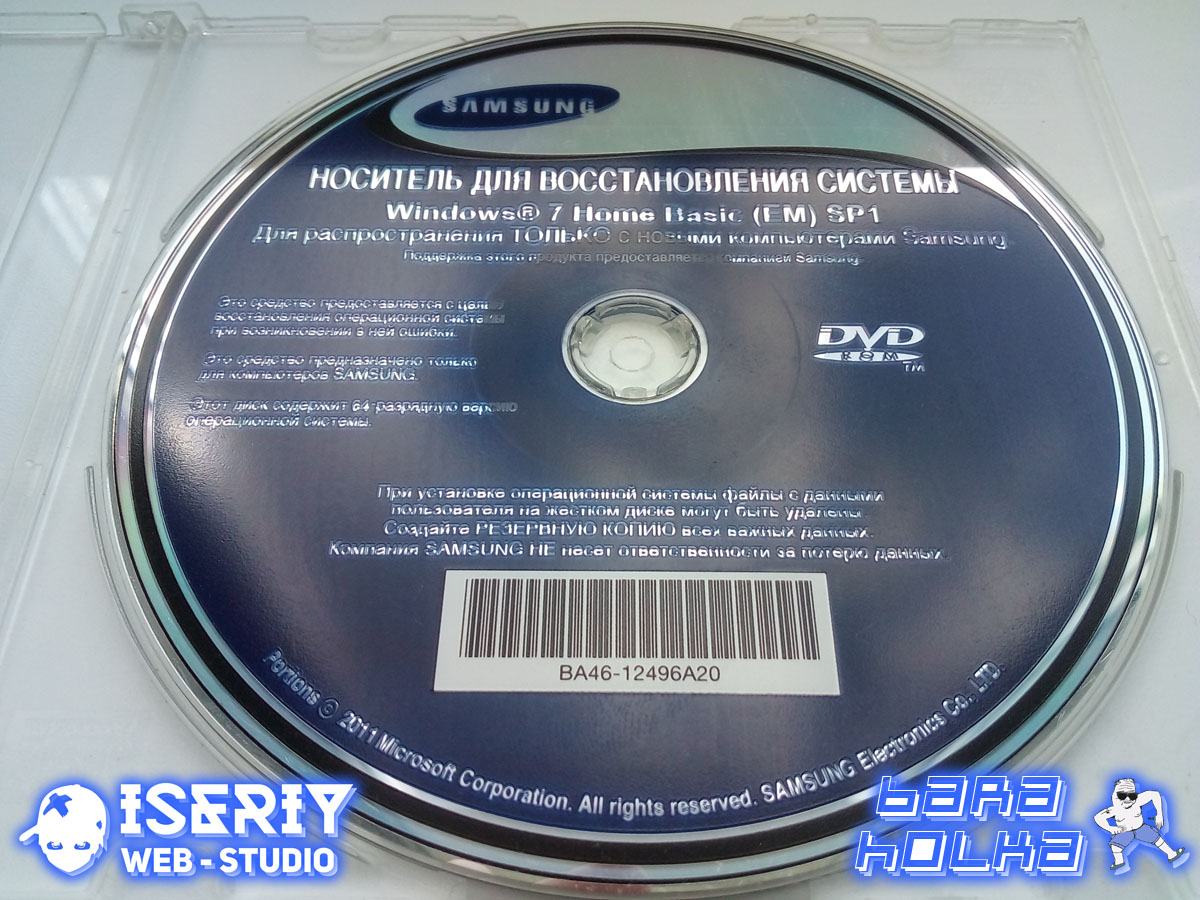 SAMSUNG
НОСИТЕЛЬ ДЛЯ ВОССТАНОВЛЕНИЯ СИСТЕМЫ
Windows® 7 Home Basic (EM) SP1
Для распространения ТОЛЬКО с новыми компьютерами Samsung.
Поддержка этого продукта предоставляется компанией Samsung.
Это средство предоставляется с целью
восстановления операционной системы
при возникновении в ней ошибки.
Это средство предназначено только
для компьютеров SAMSUNG.
Этот диск содержит 64-разрядную версию
операционной системы.
DVD
ROM
TM
При установке операционной системы файлы с данными
пользователя на жестком диске могут быть удалены.
Создайте РЕЗЕРВНУЮ КОПИЮ всех важных данных.
Компания SAMSUNG НЕ несет ответственности за потерю данных.
BA46-12496A20
Portions © 2011 Microsoft Corporation. All rights reserved. SAMSUNG Electronics Co., LTD.
ISERIY
WEB-STUDIO
bara
holka